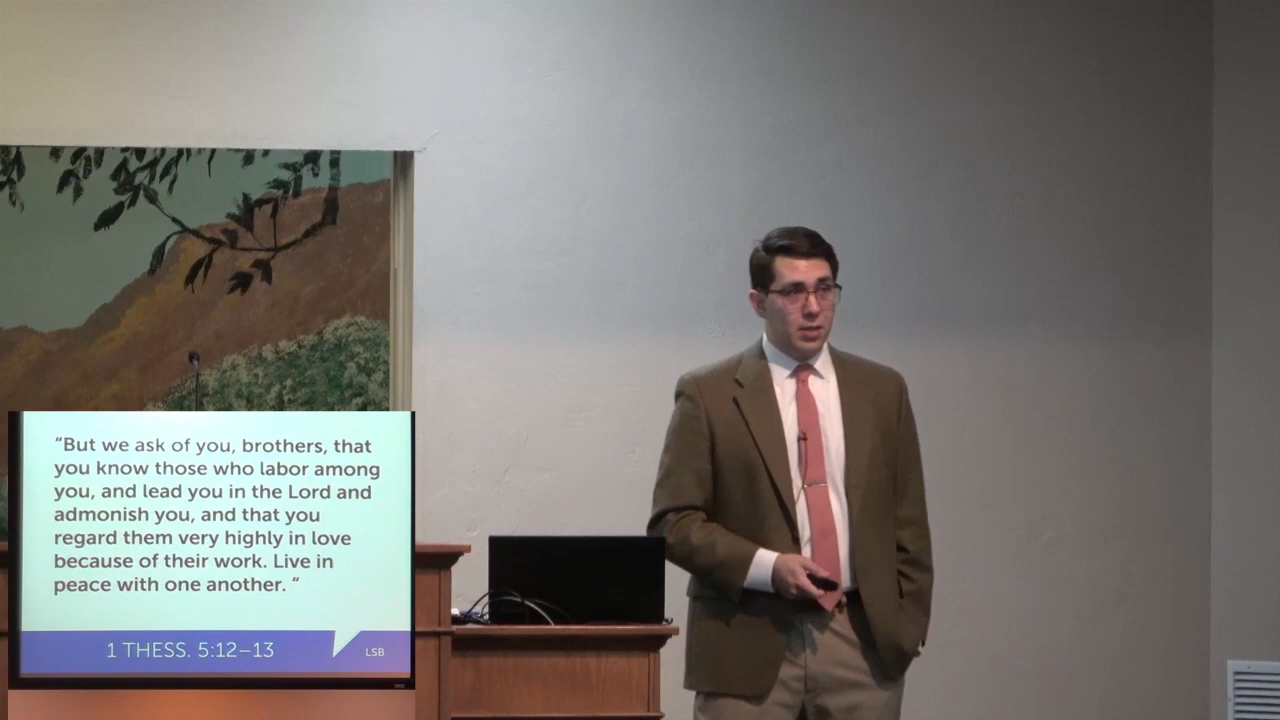 “But we ask of you, brothers, that
you know those who labor among
you, and lead you in the Lord and
admonish you, and that you
regard them very highly in love
because of their work. Live in
peace with one another. “
1 THESS. 5:12–13
LSB